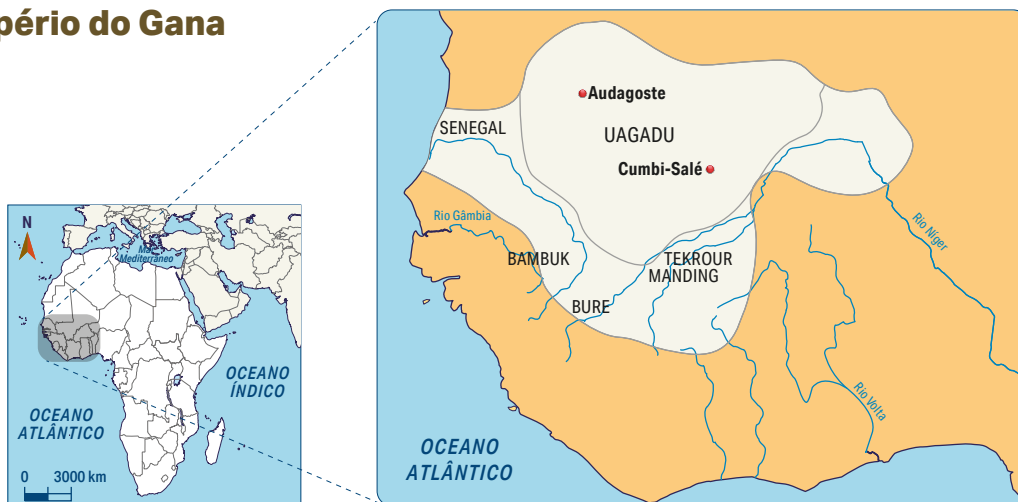 pério do Gana
Audagoste
SENEGAL
UAGADU
Cumbi-Salé
Rio Gâmbia
Rio Níger
BAMBUK
TEKROUR
MANDING
BURE
Rio Volta
OCEANO
ATLÂNTICO
N
Mar
Mediterrâneo
OCEANO
ÍNDICO
OCEANO
ATLÂNTICO
0 3000 km